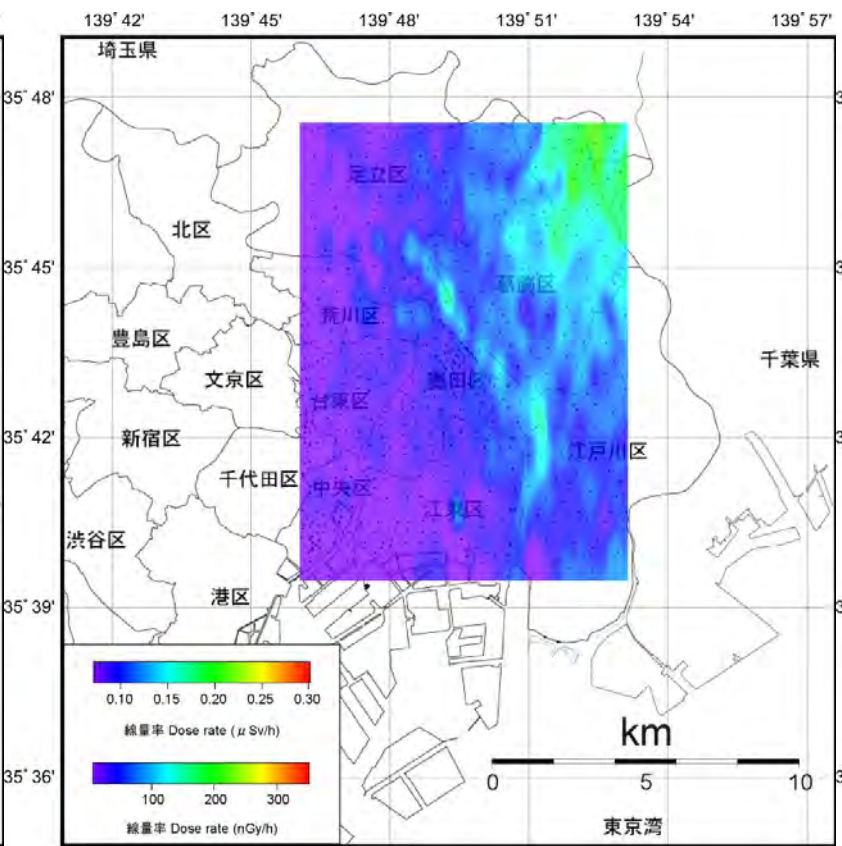 139° 42' 139° 45' 139° 48' 139° 51' 139° 54' 139° 57'
埼玉県
35° 48'
足立区
北区
35° 45'
葛飾区
荒川区
豊島区
千葉県
文京区
墨田区
台東区
35° 42'
新宿区
江戸川区
千代田区
中央区
江東区
渋谷区
港区
35° 39'
0.10 0.15 0.20 0.25 0.30
線量率 Dose rate (μ Sv/h)
km
35° 36'
0 5 10
100 200 300
線量率 Dose rate (nGy/h)
東京湾